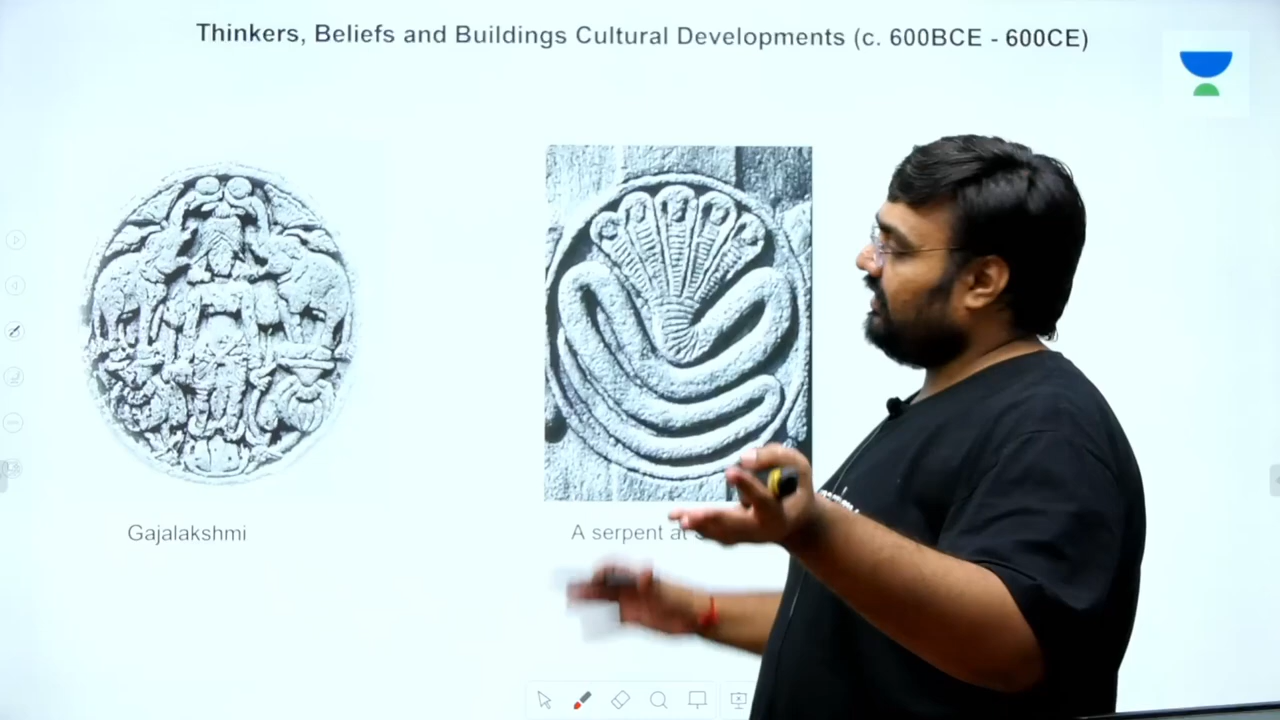 Thinkers, Beliefs and Buildings Cultural Developments (c. 600BCE - 600CE)
Gajalakshmi
A serpent at